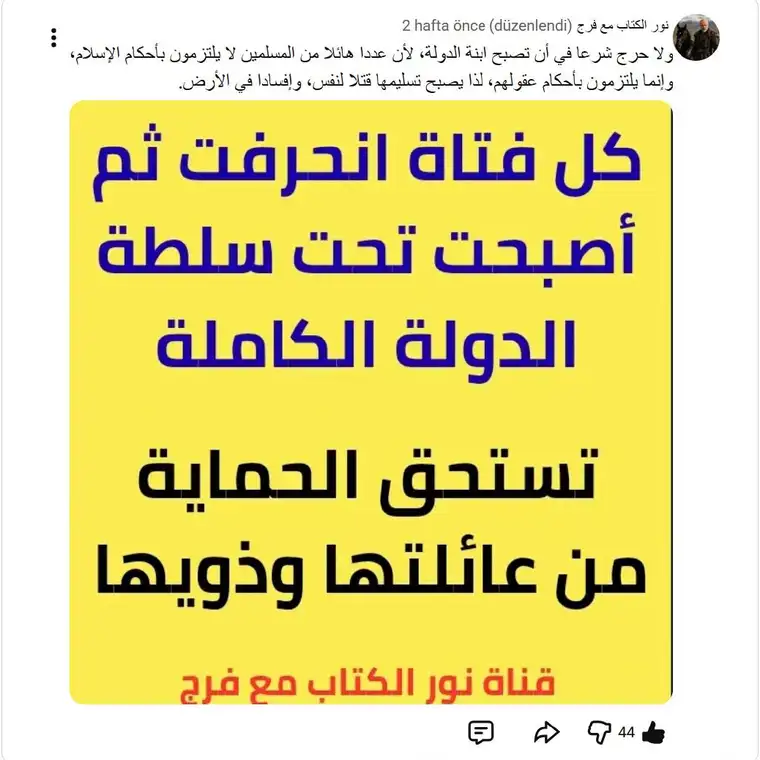 نور الكتاب مع فرج 2 hafta önce (düzenlendi)
ولا حرج شرعا في أن تصبح ابنة الدولة، لأن عددا هائلا من المسلمين لا يلتزمون بأحكام الإسلام،
وإنما يلتزمون بأحكام عقولهم، لذا يصبح تسليمها قتلا لنفس، وإفسادا في الأرض.
كل فتاة انحرفت ثم
أصبحت تحت سلطة
الدولة الكاملة
تستحق الحماية
من عائلتها وذويها
قناة نور الكتاب مع فرج
44